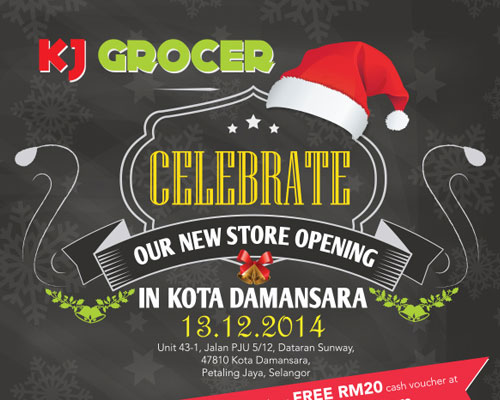 KJ GROCER
CELEBRATE
OUR NEW STORE OPENING
IN KOTA DAMANSARA
13.12.2014
Unit 43-1, Jalan PJU 5/12, Dataran Sunway,
47810 Kota Damansara,
Petaling Jaya, Selangor
FREE RM20 cash voucher at